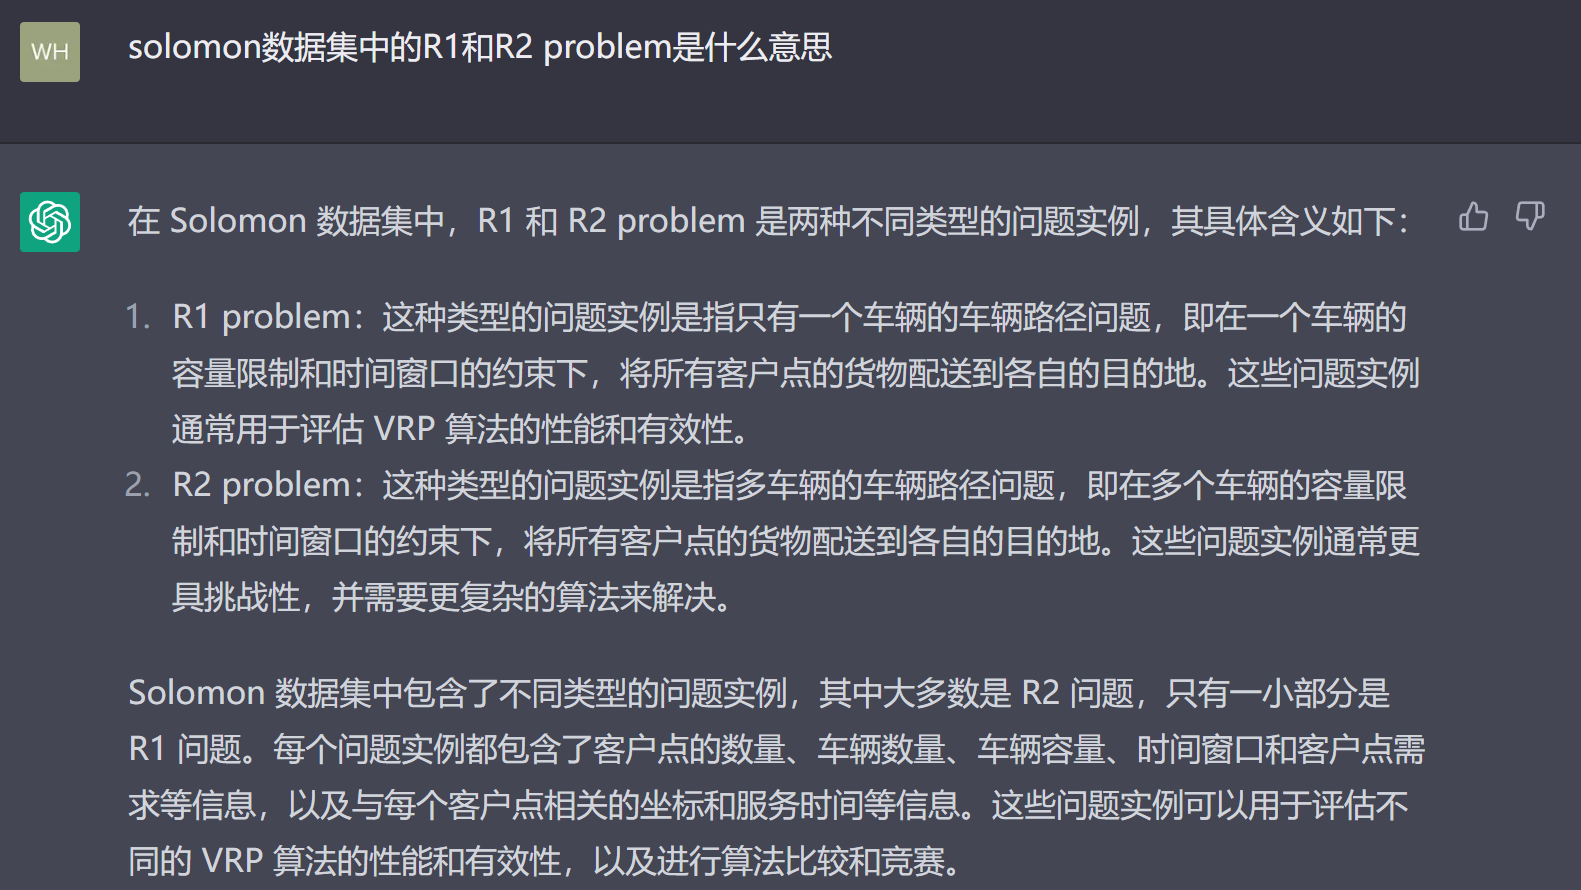 WH
solomon数据集中的R1和R2 problem是什么意思
在 Solomon 数据集中，R1 和 R2 problem 是两种不同类型的问题实例，其具体含义如下：
1. R1 problem：这种类型的问题实例是指只有一个车辆的车辆路径问题，即在一个车辆的
容量限制和时间窗口的约束下，将所有客户点的货物配送到各自的目的地。这些问题实例
通常用于评估 VRP 算法的性能和有效性。
2. R2 problem：这种类型的问题实例是指多车辆的车辆路径问题，即在多个车辆的容量限
制和时间窗口的约束下，将所有客户点的货物配送到各自的目的地。这些问题实例通常更
具挑战性，并需要更复杂的算法来解决。
Solomon 数据集中包含了不同类型的问题实例，其中大多数是 R2 问题，只有一小部分是
R1 问题。每个问题实例都包含了客户点的数量、车辆数量、车辆容量、时间窗口和客户点需
求等信息，以及与每个客户点相关的坐标和服务时间等信息。这些问题实例可以用于评估不
同的 VRP 算法的性能和有效性，以及进行算法比较和竞赛。